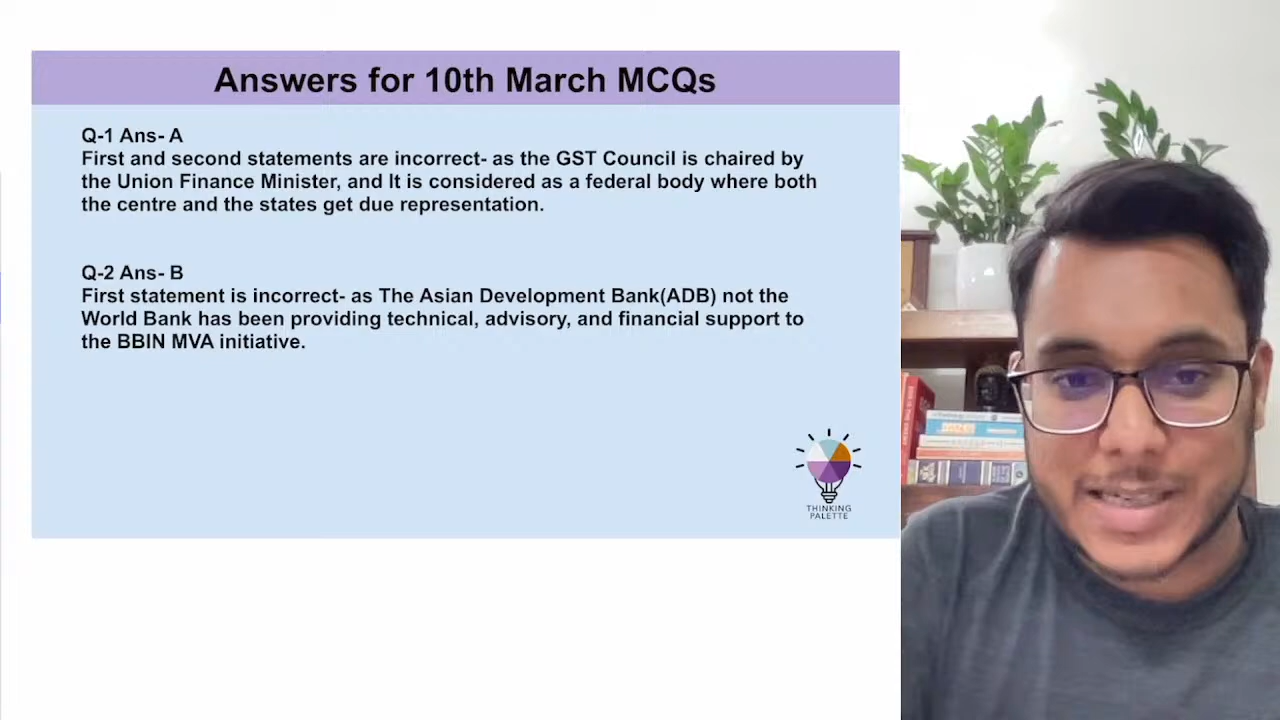 Answers for 10th March MCQs
Q-1 Ans- A
First and second statements are incorrect- as the GST Council is chaired by
the Union Finance Minister, and It is considered as a federal body where both
the centre and the states get due representation.
Q-2 Ans- B
First statement is incorrect- as The Asian Development Bank(ADB) not the
World Bank has been providing technical, advisory, and financial support to
the BBIN MVA initiative.
THINKING
PALETTE